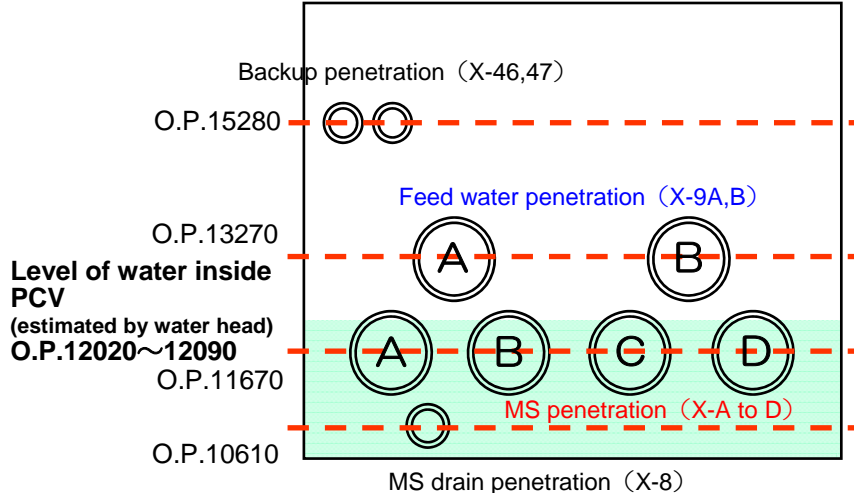 Backup penetration（X-46,47）
O.P.15280
Feed water penetration（X-9A,B）
O.P.13270
A
B
Level of water inside
PCV
(estimated by water head)
O.P.12020～12090
A
B
C
D
O.P.11670
MS penetration（X-A to D）
O.P.10610
MS drain penetration（X-8）